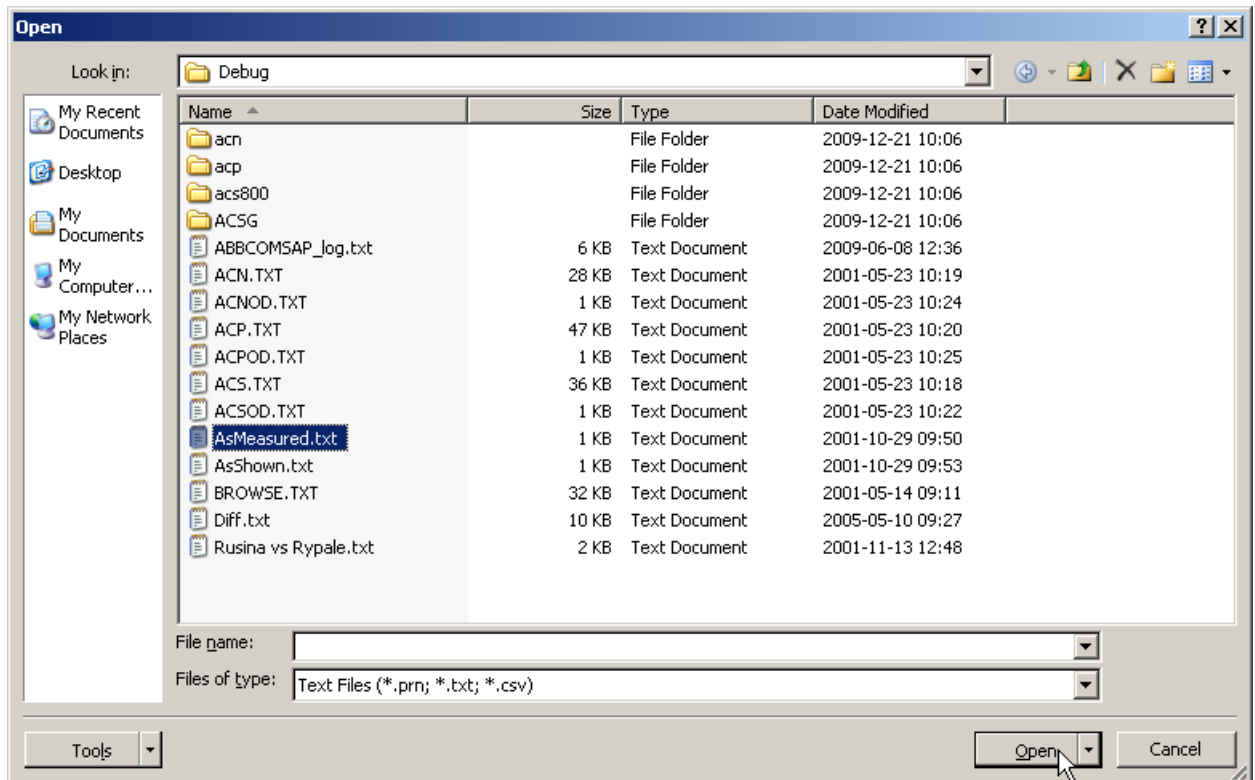 Open
Look in:
Debug
My Recent
Documents
Desktop
My
Documents
My
Computer...
My Network
Places
Name Size Type Date Modified
acn File Folder 2009-12-21 10:06
acp File Folder 2009-12-21 10:06
acs800 File Folder 2009-12-21 10:06
ACSG File Folder 2009-12-21 10:06
ABBCOMSAP_log.txt 6 KB Text Document 2009-06-08 12:36
ACN.TXT 28 KB Text Document 2001-05-23 10:19
ACNOD.TXT 1 KB Text Document 2001-05-23 10:24
ACP.TXT 47 KB Text Document 2001-05-23 10:20
ACPOD.TXT 1 KB Text Document 2001-05-23 10:25
ACS.TXT 36 KB Text Document 2001-05-23 10:18
ACSOD.TXT 1 KB Text Document 2001-05-23 10:22
AsMeasured.txt 1 KB Text Document 2001-10-29 09:50
AsShown.txt 1 KB Text Document 2001-10-29 09:53
BROWSE.TXT 32 KB Text Document 2001-05-14 09:11
Diff.txt 10 KB Text Document 2005-05-10 09:27
Rusina vs Rypale.txt 2 KB Text Document 2001-11-13 12:48
File name:
Files of type: Text Files (*.prn; *.txt; *.csv)
Tools Open Cancel